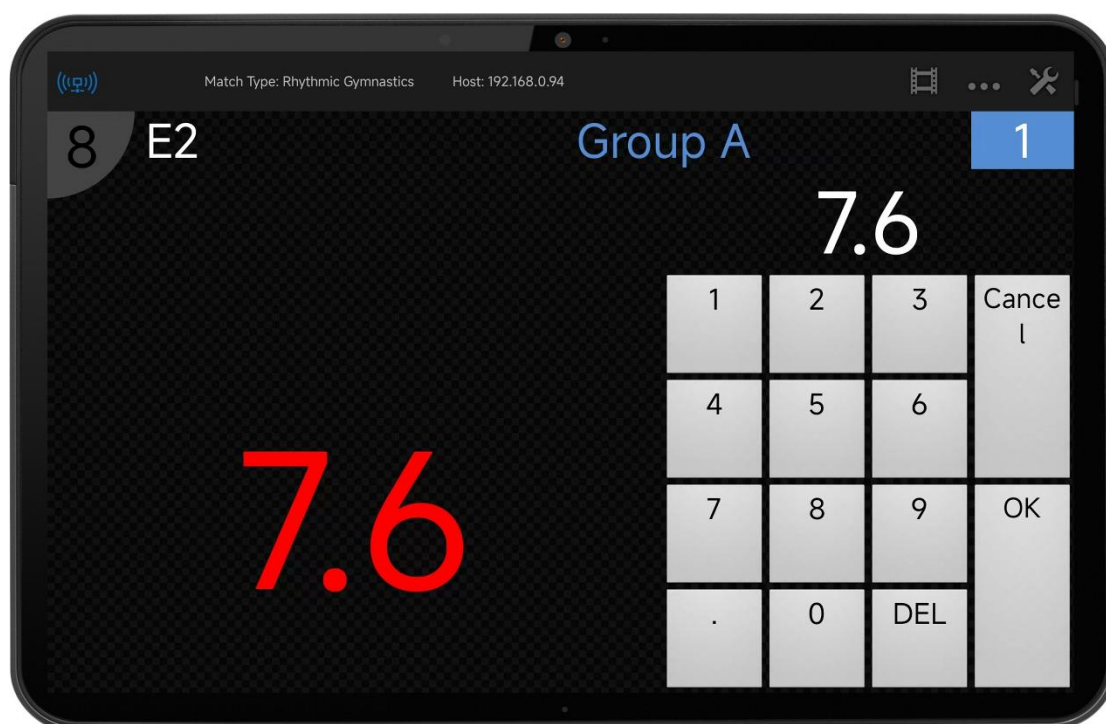 Match Type: Rhythmic Gymnastics Host: 192.168.0.94
8 E2 Group A 1
7.6
1 2 3 Cance
l
4 5 6
7.6
7 8 9 OK
. 0 DEL